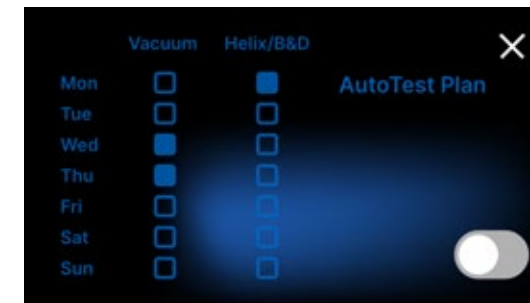 Vacuum Helix/B&D
Mon AutoTest Plan
Tue
Wed
Thu
Fri
Sat
Sun